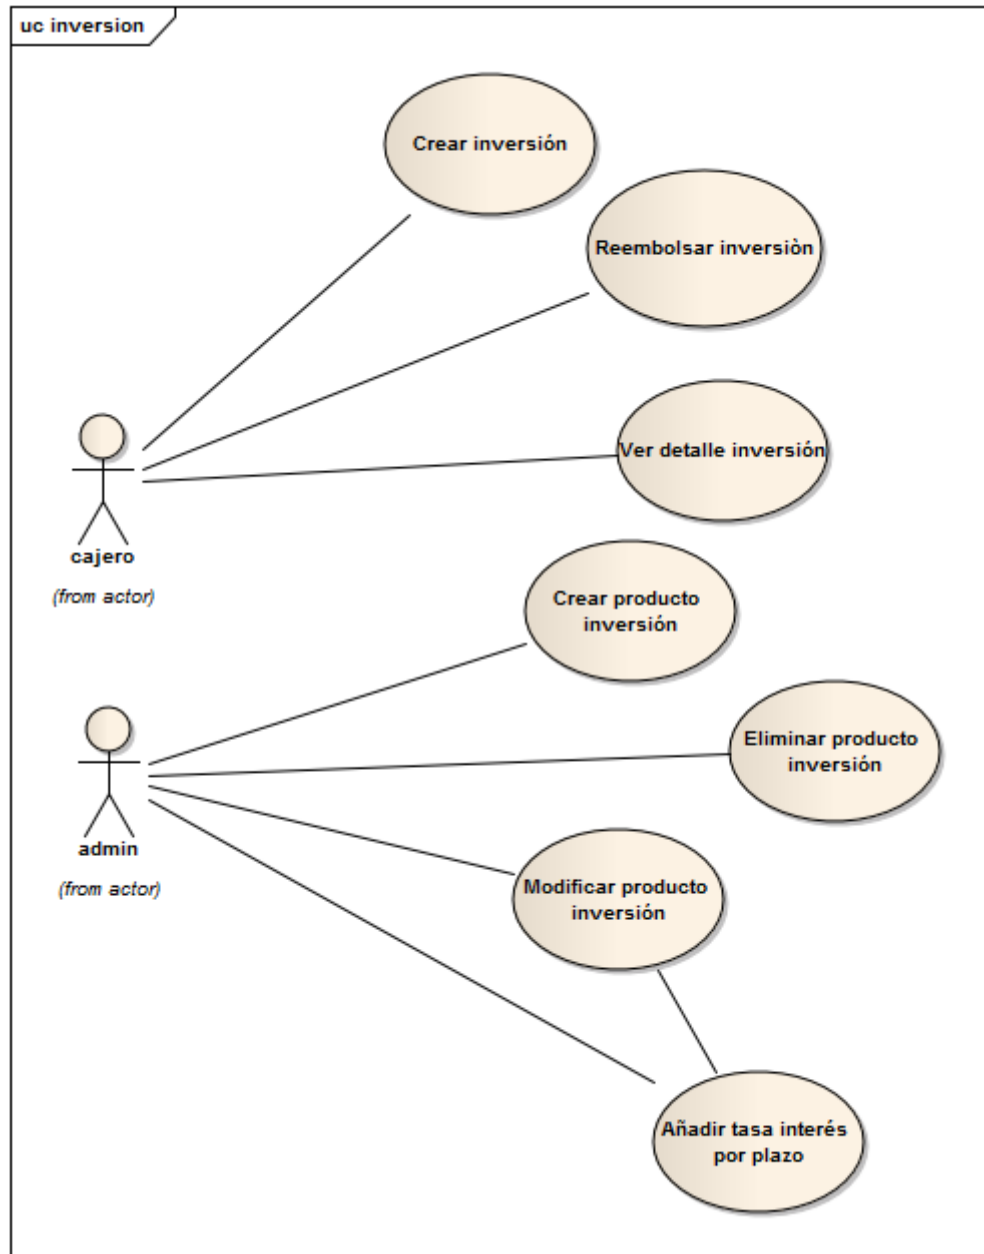 uc inversion
Crear inversión
Reembolsar inversiòn
Ver detalle inversión
cajero
(from actor)
Crear producto
inversión
Eliminar producto
inversión
admin
(from actor)
Modificar producto
inversión
Añadir tasa interés
por plazo